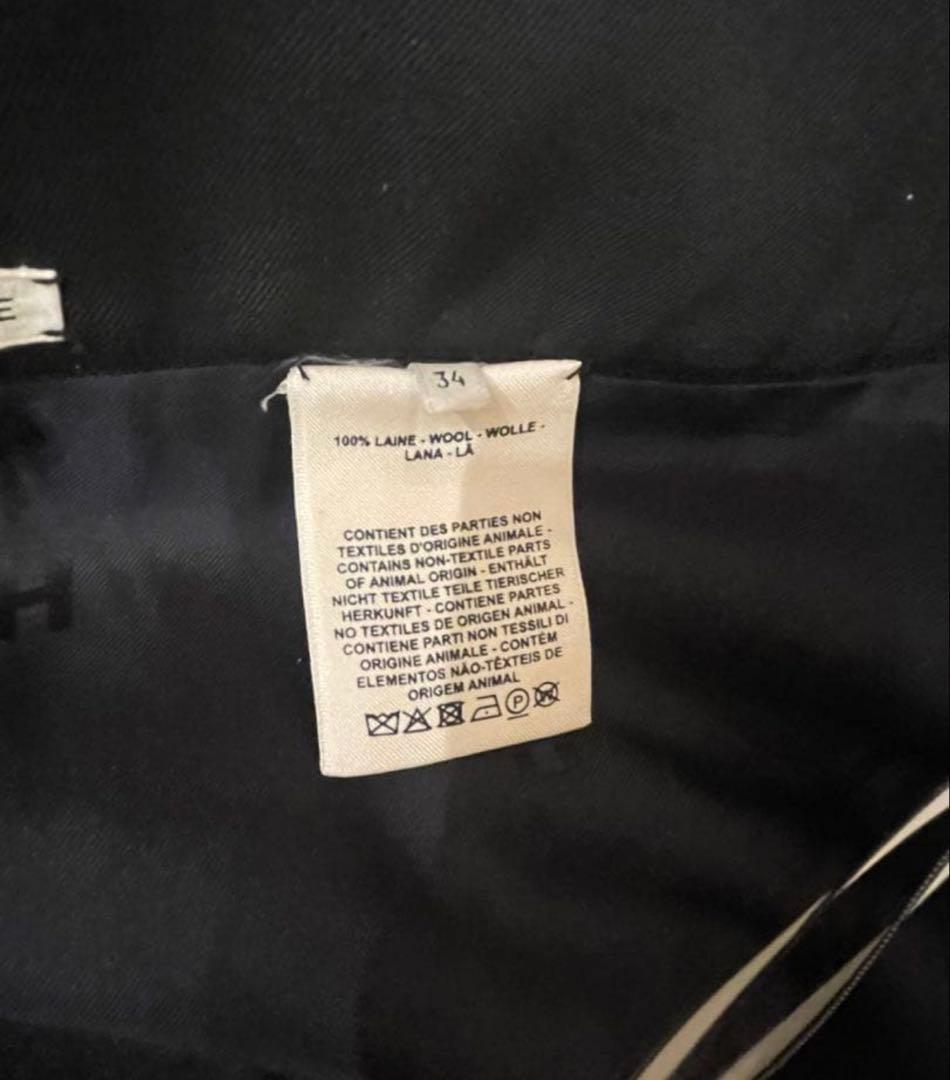 E
34
100% LAINE - WOOL - WOLLE -
LANA - LÃ
CONTIENT DES PARTIES NON
TEXTILES D'ORIGINE ANIMALE -
CONTAINS NON-TEXTILE PARTS
OF ANIMAL ORIGIN - ENTHÄLT
NICHT TEXTILE TEILE TIERISCHER
HERKUNFT - CONTIENE PARTES
NO TEXTILES DE ORIGEN ANIMAL -
CONTIENE PARTI NON TESSILI DI
ORIGINE ANIMALE - CONTÉM
ELEMENTOS NÃO-TÊXTEIS DE
ORIGEM ANIMAL
P W